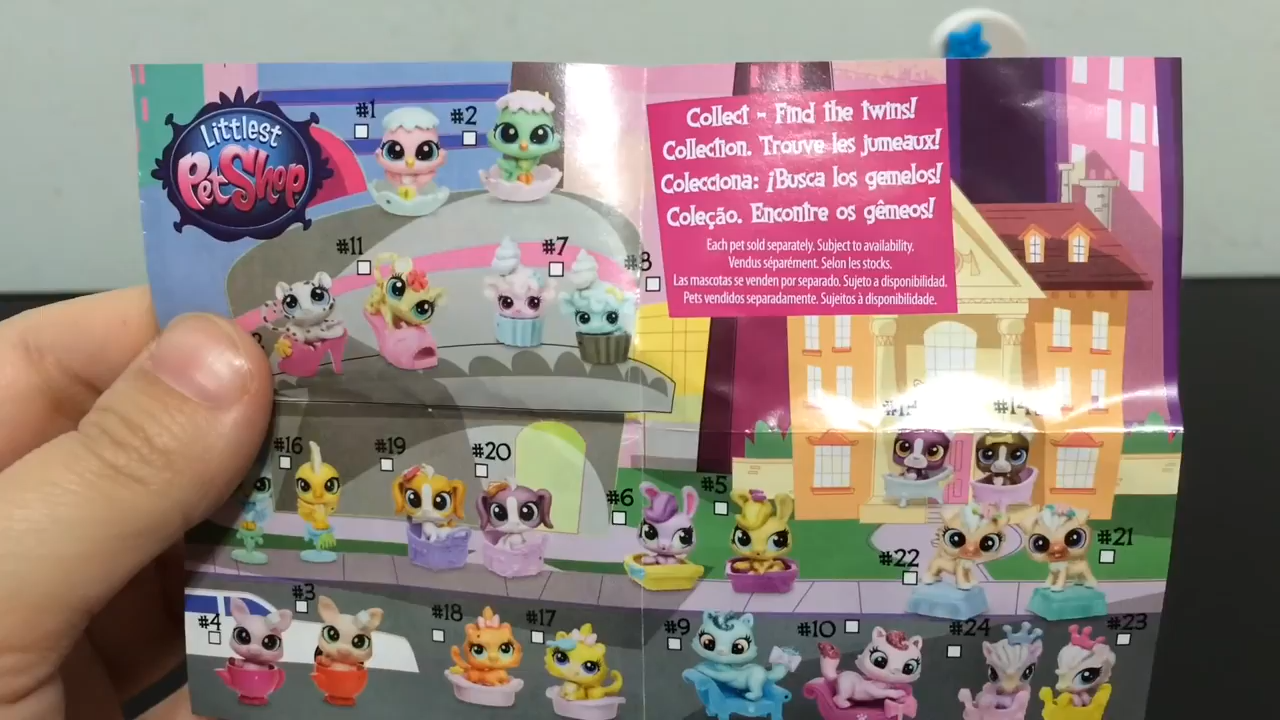 Littlest
PetShop
#1
#2
Collect - Find the twins!
Collection. Trouve les jumeaux!
Colecciona: ¡Busca los gemelos!
Coleção. Encontre os gêmeos!
Each pet sold separately. Subject to availability.
Vendus séparément. Selon les stocks.
Las mascotas se venden por separado. Sujeto a disponibilidad.
Pets vendidos separadamente. Sujeitos à disponibilidade.
#11
#7
#8
#16
#19
#20
#6
#5
#22
#21
#4
#3
#18
#17
#9
#10
#24
#23